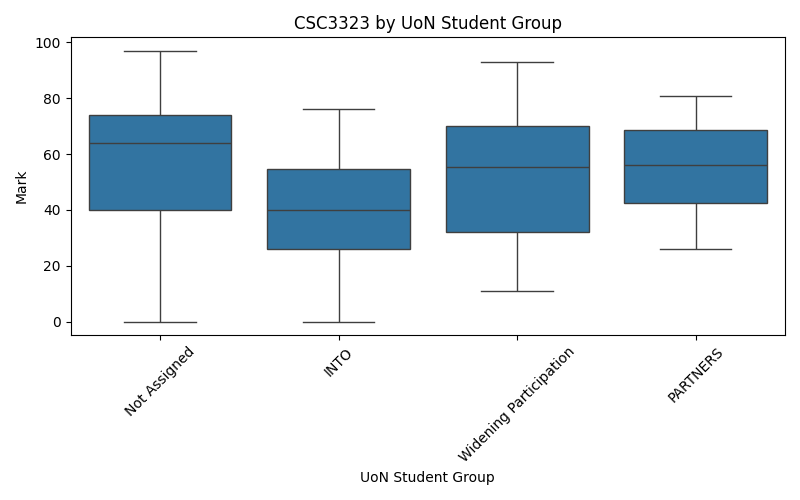 CSC3323 by UoN Student Group
Mark
100
80
60
40
20
0
Not Assigned
INTO
Widening Participation
PARTNERS
UoN Student Group